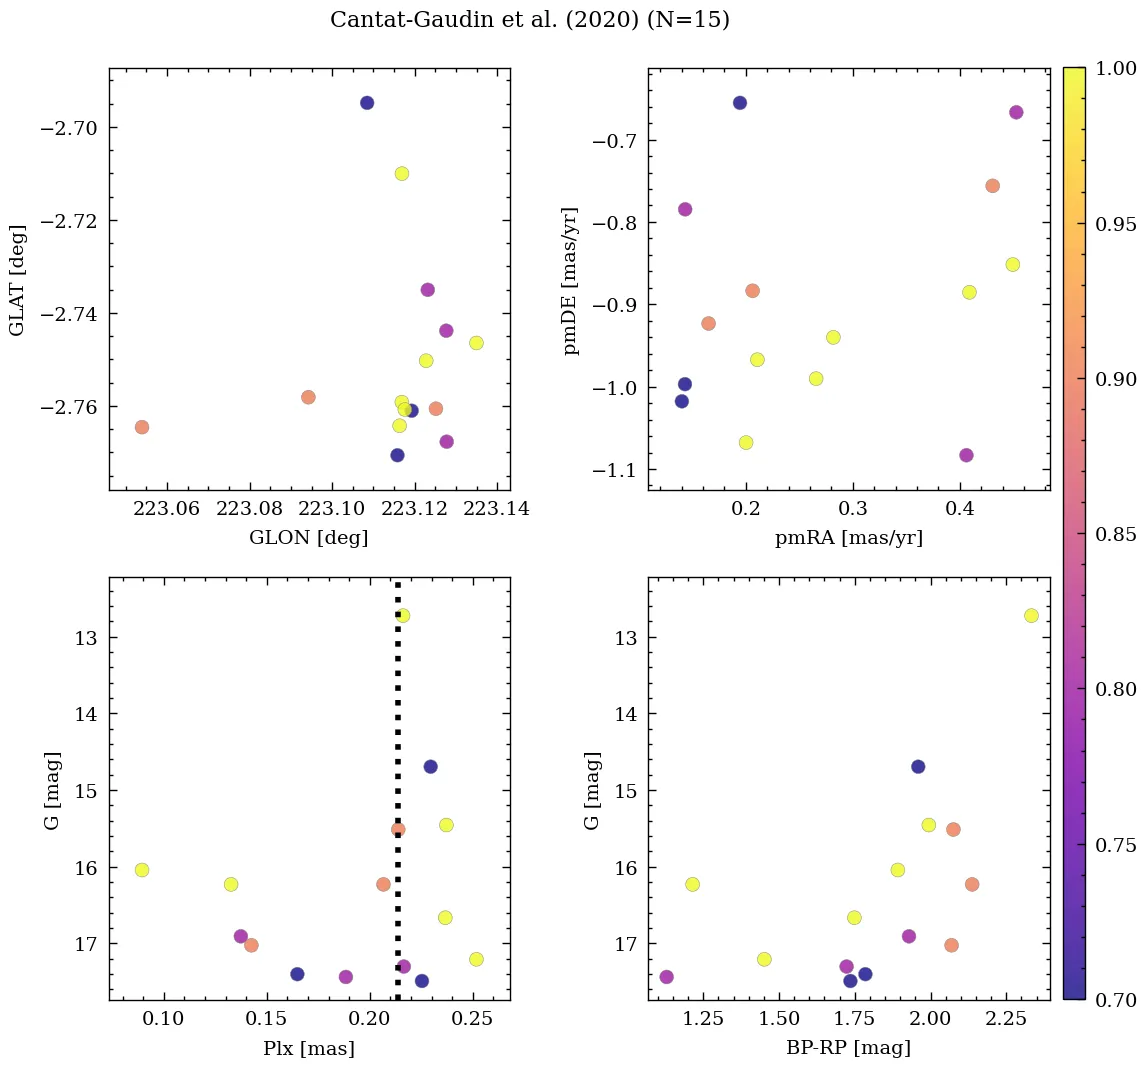 Cantat-Gaudin et al. (2020) (N=15)
−2.70
−2.72
−2.74
−2.76
GLAT [deg]
223.06 223.08 223.10 223.12 223.14
GLON [deg]
−0.7
−0.8
−0.9
−1.0
−1.1
pmDE [mas/yr]
0.2 0.3 0.4
pmRA [mas/yr]
13
14
15
16
17
G [mag]
0.10 0.15 0.20 0.25
Plx [mas]
13
14
15
16
17
G [mag]
1.25 1.50 1.75 2.00 2.25
BP-RP [mag]
1.00
0.95
0.90
0.85
0.80
0.75
0.70